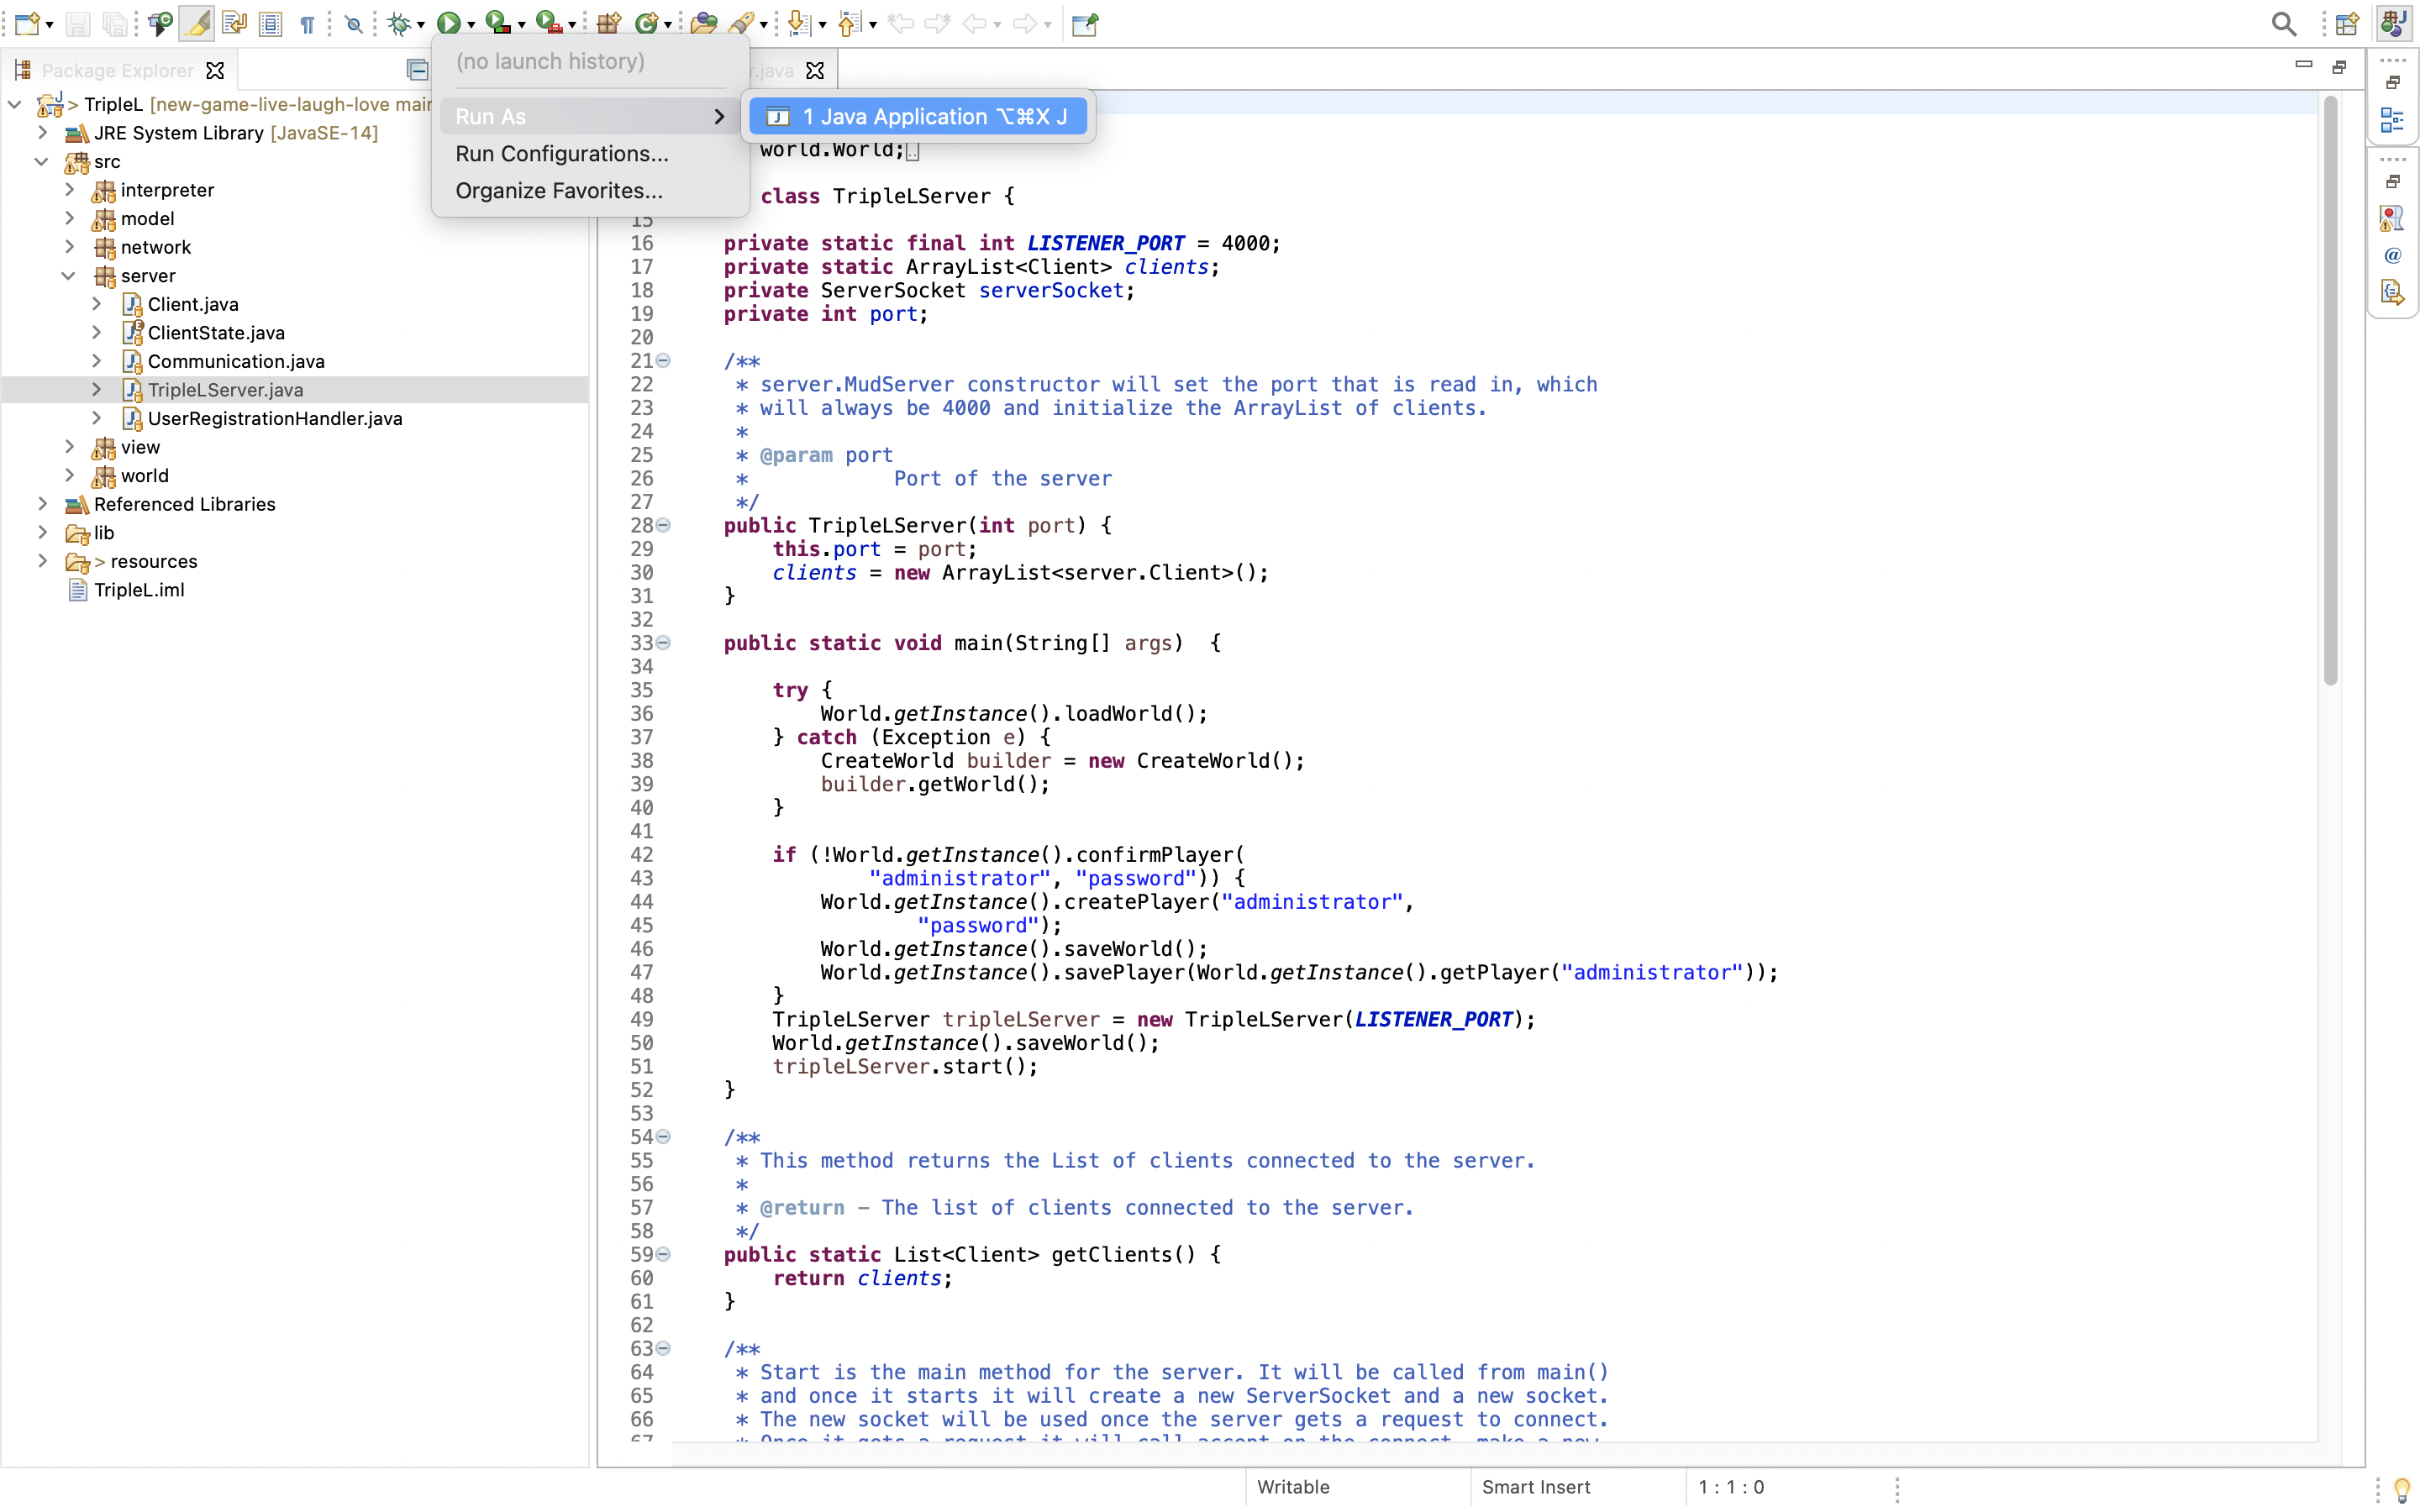 Package Explorer
(no launch history)
Run As
1 Java Application ⌥⌘X J
Run Configurations...
Organize Favorites...
.java
> TripleL [new-game-live-laugh-love main
JRE System Library [JavaSE-14]
src
interpreter
model
network
server
Client.java
ClientState.java
Communication.java
TripleLServer.java
UserRegistrationHandler.java
view
world
Referenced Libraries
lib
> resources
TripleL.iml
world.World;
class TripleLServer {
15
16 private static final int LISTENER_PORT = 4000;
17 private static ArrayList<Client> clients;
18 private ServerSocket serverSocket;
19 private int port;
20
21 /**
22 * server.MudServer constructor will set the port that is read in, which
23 * will always be 4000 and initialize the ArrayList of clients.
24 *
25 * @param port
26 * Port of the server
27 */
28 public TripleLServer(int port) {
29 this.port = port;
30 clients = new ArrayList<server.Client>();
31 }
32
33 public static void main(String[] args) {
34
35 try {
36 World.getInstance().loadWorld();
37 } catch (Exception e) {
38 CreateWorld builder = new CreateWorld();
39 builder.getWorld();
40 }
41
42 if (!World.getInstance().confirmPlayer(
43 "administrator", "password")) {
44 World.getInstance().createPlayer("administrator",
45 "password");
46 World.getInstance().saveWorld();
47 World.getInstance().savePlayer(World.getInstance().getPlayer("administrator"));
48 }
49 TripleLServer tripleLServer = new TripleLServer(LISTENER_PORT);
50 World.getInstance().saveWorld();
51 tripleLServer.start();
52 }
53
54 /**
55 * This method returns the List of clients connected to the server.
56 *
57 * @return – The list of clients connected to the server.
58 */
59 public static List<Client> getClients() {
60 return clients;
61 }
62
63 /**
64 * Start is the main method for the server. It will be called from main()
65 * and once it starts it will create a new ServerSocket and a new socket.
66 * The new socket will be used once the server gets a request to connect.
67 * Once it gets a request it will call accept on the connect, make a new
Writable
Smart Insert
1 : 1 : 0